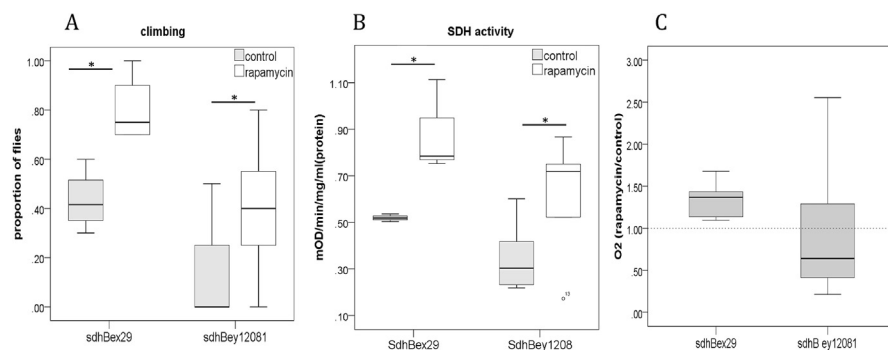 A
climbing
control
rapamycin
*
*
proportion of flies
1.00
.80
.60
.40
.20
.00
sdhBex29
sdhBey12081
B
SDH activity
control
rapamycin
*
*
mOD/min/mg/ml(protein)
1.10
.90
.70
.50
.30
.10
13
SdhBex29
SdhBey1208
C
O2 (rapamycin/control)
3.00
2.50
2.00
1.50
1.00
.50
.00
sdhBex29
sdhB ey12081